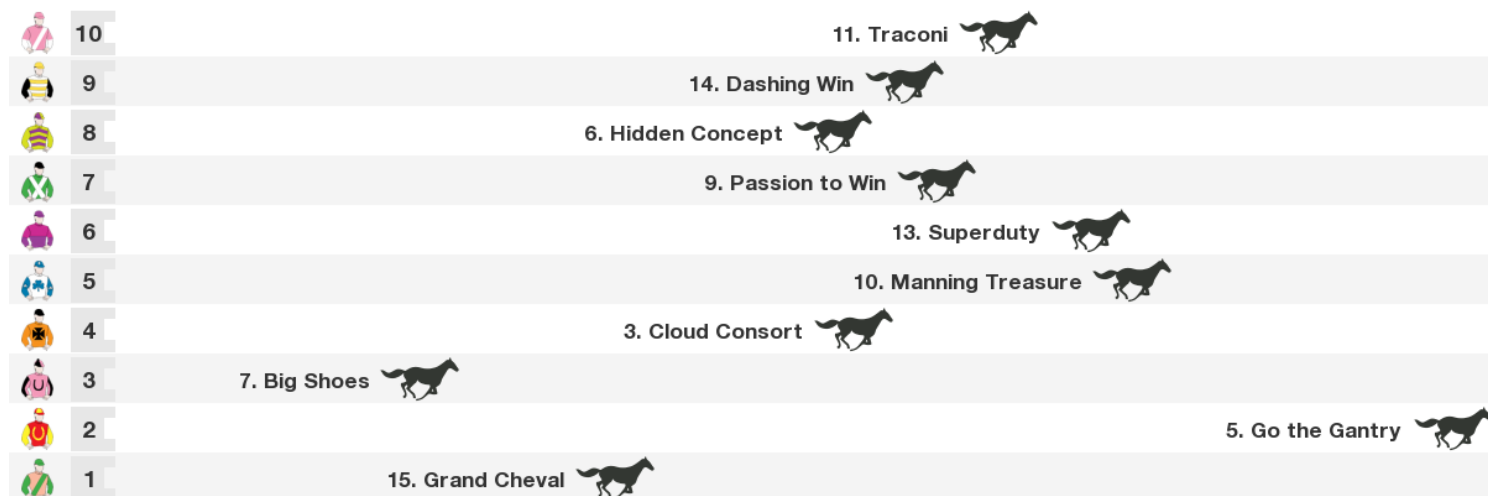 10 11. Traconi
9 14. Dashing Win
8 6. Hidden Concept
7 9. Passion to Win
6 13. Superduty
5 10. Manning Treasure
4 3. Cloud Consort
3 7. Big Shoes
2 5. Go the Gantry
1 15. Grand Cheval